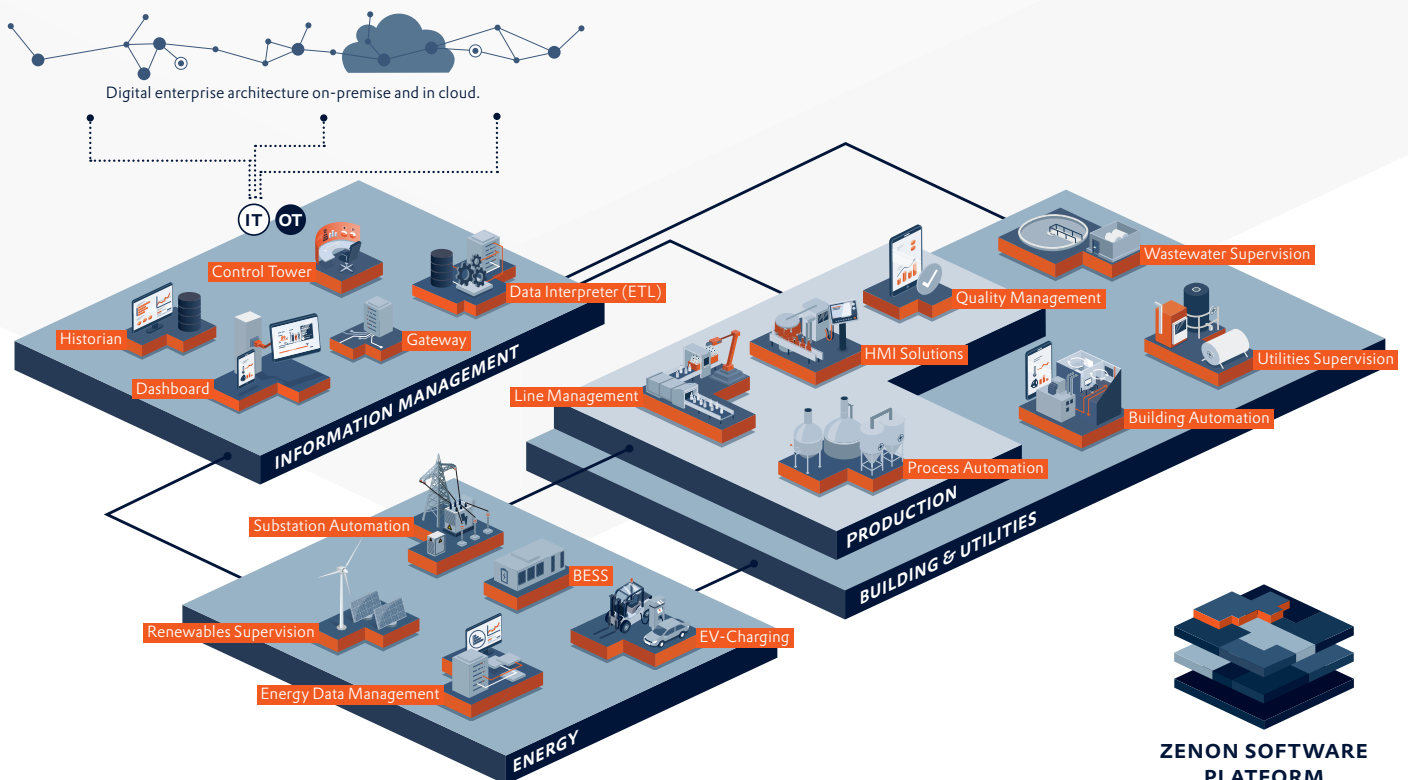 Digital enterprise architecture on-premise and in cloud.
IT
OT
Control Tower
Data Interpreter (ETL)
Historian
Gateway
Dashboard
INFORMATION MANAGEMENT
Wastewater Supervision
Quality Management
HMI Solutions
Utilities Supervision
Line Management
Building Automation
Process Automation
PRODUCTION
BUILDING & UTILITIES
Substation Automation
BESS
Renewables Supervision
EV-Charging
Energy Data Management
ENERGY
ZENON SOFTWARE
PLATFORM